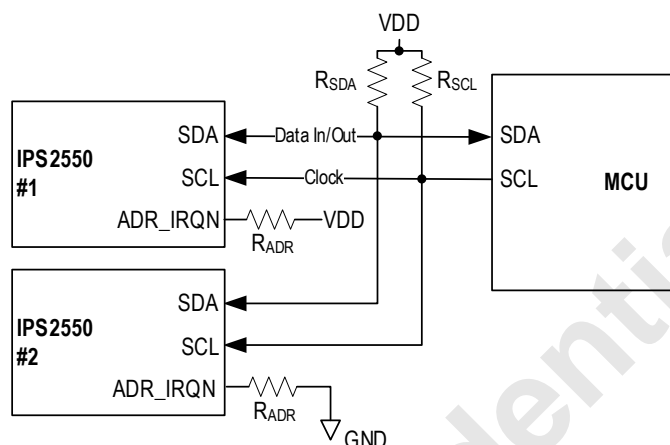 VDD
RSDA
RSCL
IPS2550
#1
SDA
SCL
ADR_IRQN
Data In/Out
Clock
RADR
VDD
SDA
SCL
MCU
IPS2550
#2
SDA
SCL
ADR_IRQN
RADR
GND